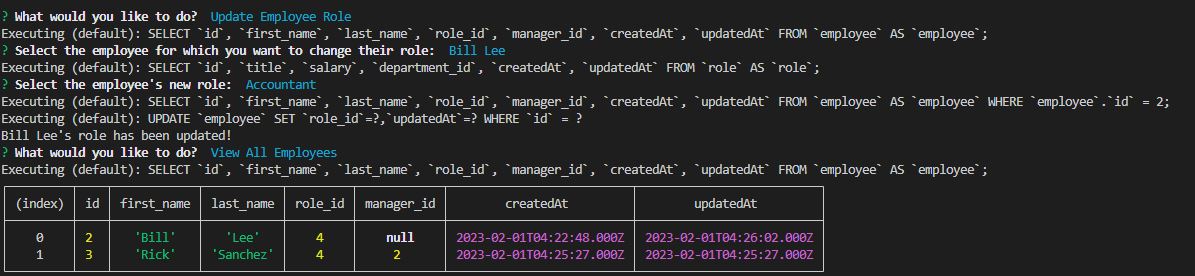 ? What would you like to do?  Update Employee Role
Executing (default): SELECT `id`, `first_name`, `last_name`, `role_id`, `manager_id`, `createdAt`, `updatedAt` FROM `employee` AS `employee`;
? Select the employee for which you want to change their role:  Bill Lee
Executing (default): SELECT `id`, `title`, `salary`, `department_id`, `createdAt`, `updatedAt` FROM `role` AS `role`;
? Select the employee's new role:  Accountant
Executing (default): SELECT `id`, `first_name`, `last_name`, `role_id`, `manager_id`, `createdAt`, `updatedAt` FROM `employee` AS `employee` WHERE `employee`.`id` = 2;
Executing (default): UPDATE `employee` SET `role_id`=?,`updatedAt`=? WHERE `id` = ?
Bill Lee's role has been updated!
? What would you like to do?  View All Employees
Executing (default): SELECT `id`, `first_name`, `last_name`, `role_id`, `manager_id`, `createdAt`, `updatedAt` FROM `employee` AS `employee`;
(index) id first_name last_name role_id manager_id createdAt updatedAt
0 2 'Bill' 'Lee' 4 null 2023-02-01T04:22:48.000Z 2023-02-01T04:26:02.000Z
1 3 'Rick' 'Sanchez' 4 2 2023-02-01T04:25:27.000Z 2023-02-01T04:25:27.000Z